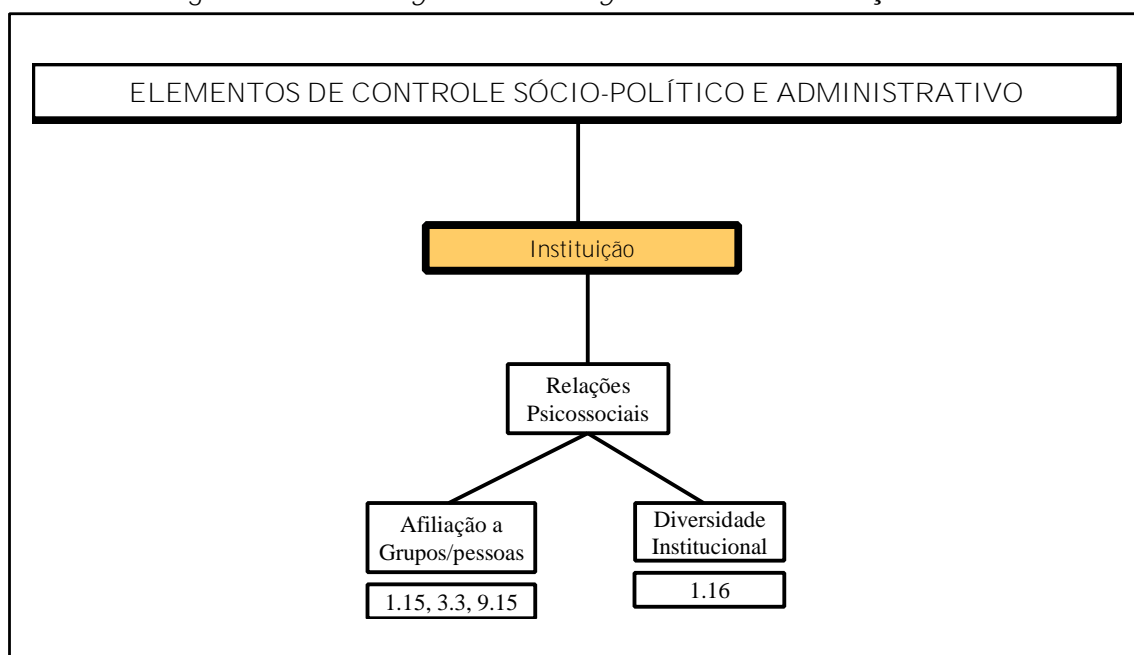 ELEMENTOS DE CONTROLE SÓCIO-POLÍTICO E ADMINISTRATIVO
Instituição
Relações
Psicossociais
Afiliação a
Grupos/pessoas
Diversidade
Institucional
1.15, 3.3, 9.15
1.16